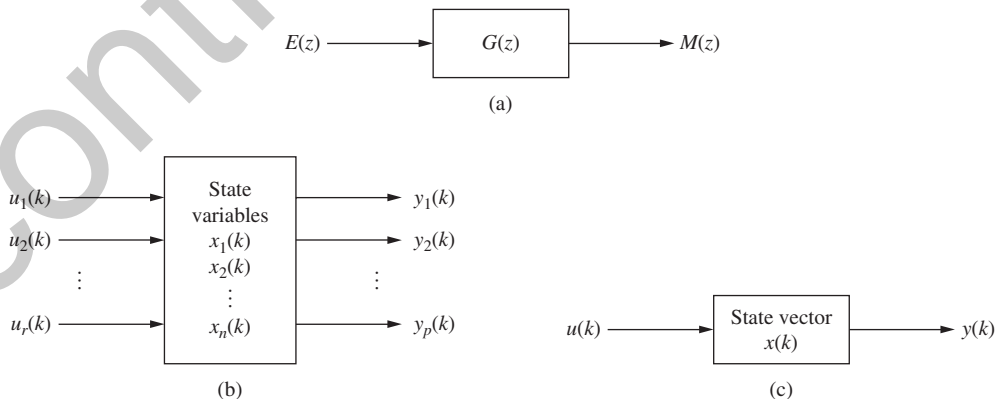 E(z) G(z) M(z)
(a)
u₁(k) State y₁(k)
variables
u₂(k) x₁(k) y₂(k)
x₂(k)
⋮ ⋮ ⋮
uᵣ(k) xₙ(k) yₚ(k)
(b)
u(k) State vector y(k)
x(k)
(c)